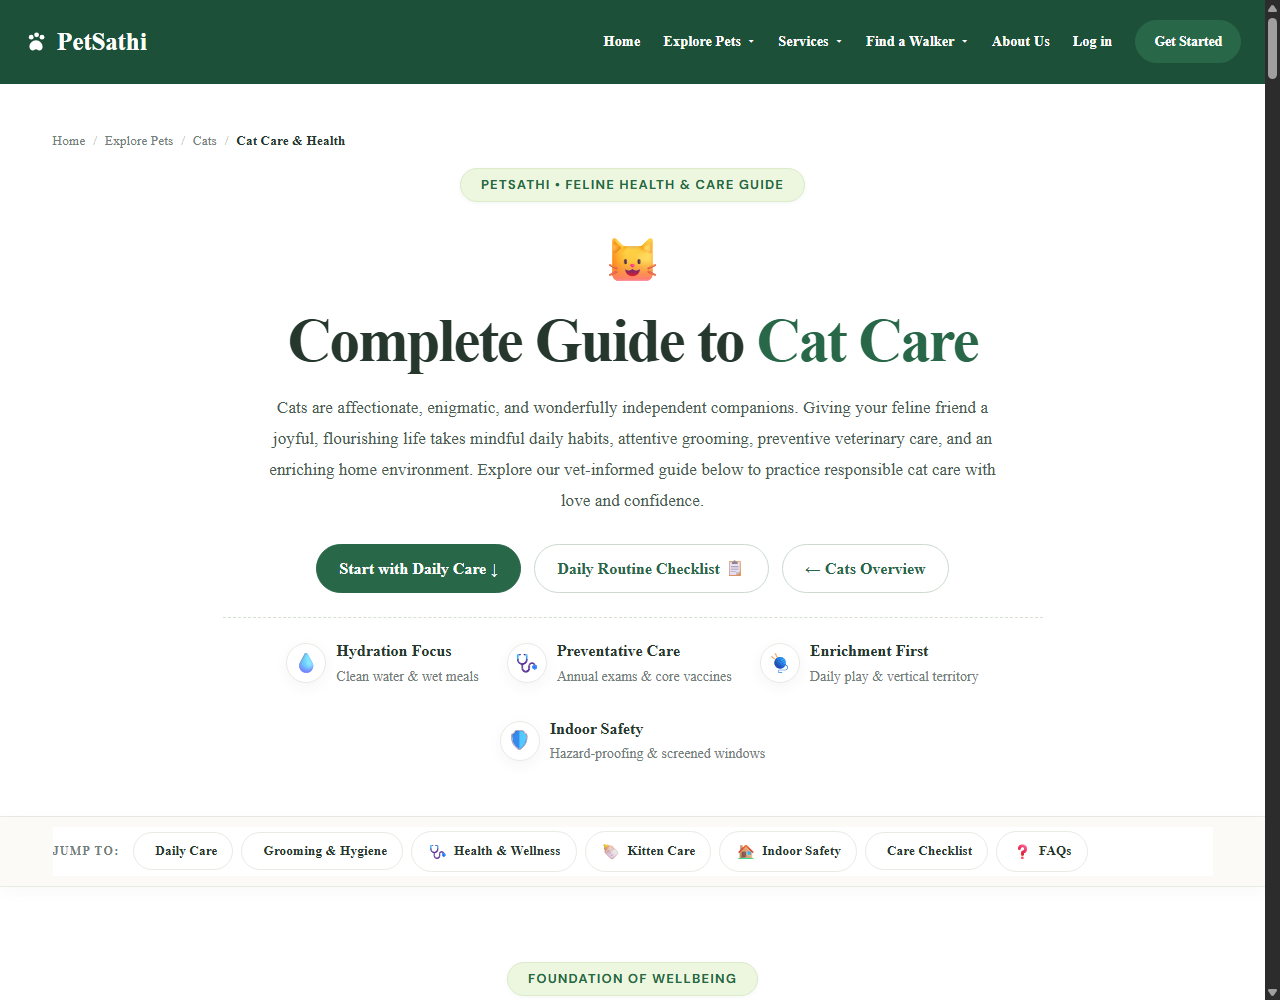 PetSathi
Home Explore Pets Services Find a Walker About Us Log in Get Started
Home / Explore Pets / Cats / Cat Care & Health
PETSATHI • FELINE HEALTH & CARE GUIDE
Complete Guide to Cat Care
Cats are affectionate, enigmatic, and wonderfully independent companions. Giving your feline friend a
joyful, flourishing life takes mindful daily habits, attentive grooming, preventive veterinary care, and an
enriching home environment. Explore our vet-informed guide below to practice responsible cat care with
love and confidence.
Start with Daily Care ↓ Daily Routine Checklist ← Cats Overview
Hydration Focus
Clean water & wet meals
Preventative Care
Annual exams & core vaccines
Enrichment First
Daily play & vertical territory
Indoor Safety
Hazard-proofing & screened windows
JUMP TO: Daily Care Grooming & Hygiene Health & Wellness Kitten Care Indoor Safety Care Checklist FAQs
FOUNDATION OF WELLBEING